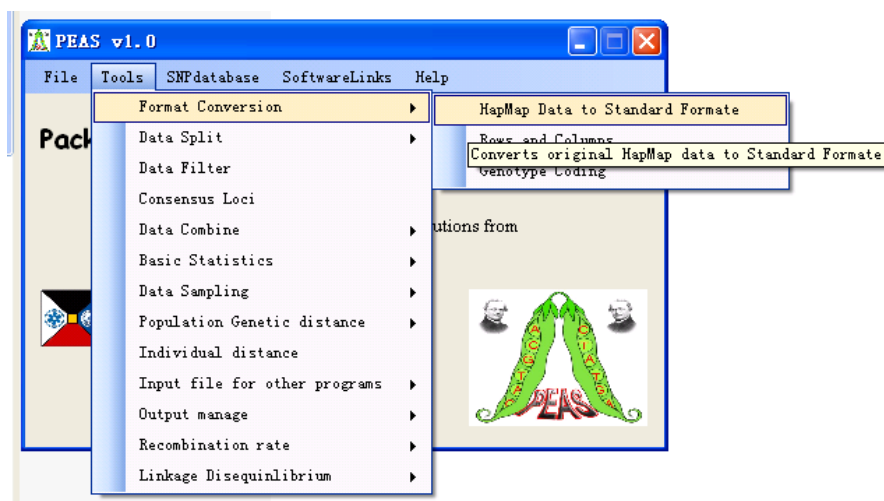 PEAS v1.0
File Tools SNPdatabase SoftwareLinks Help
Format Conversion
HapMap Data to Standard Formate
Rows and Columns
Converts original HapMap data to Standard Formate
Genotype Coding
Pack
Data Split
Data Filter
Consensus Loci
Data Combine
utions from
Basic Statistics
Data Sampling
Population Genetic distance
Individual distance
Input file for other programs
Output manage
Recombination rate
Linkage Disequinlibrium
PEAS